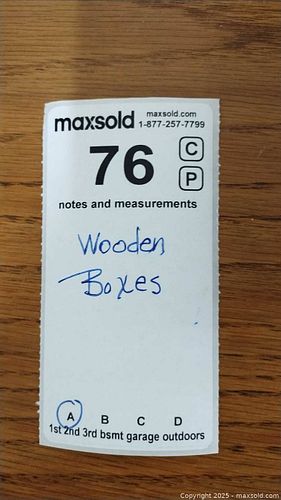 maxsold maxsold.com
1-877-257-7799
76 C
P
notes and measurements
Wooden
Boxes
A B C D
1st 2nd 3rd bsmt garage outdoors
Copyright 2025 - maxsold.com